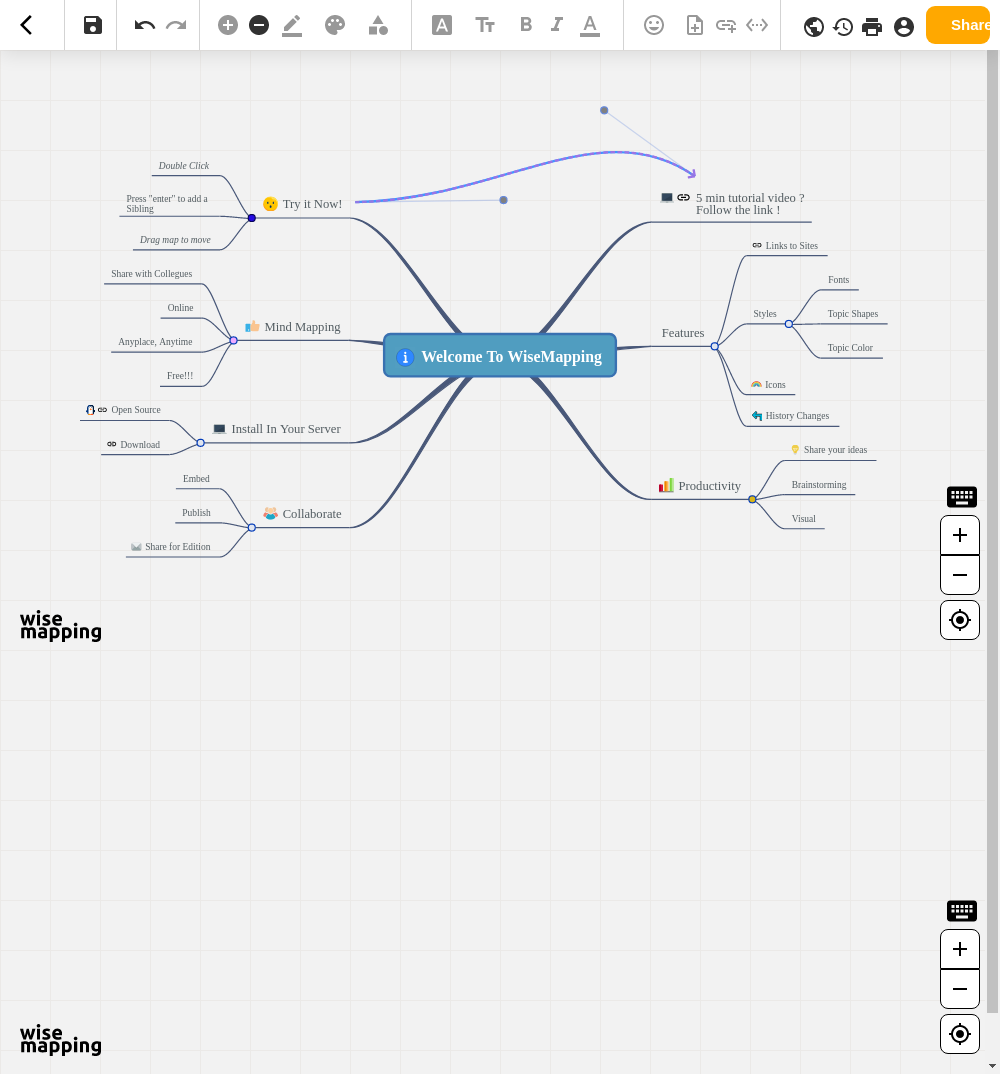 Share
Double Click
Press "enter" to add a
Sibling
Drag map to move
Try it Now!
5 min tutorial video ?
Follow the link !
Share with Collegues
Online
Anyplace, Anytime
Free!!!
Mind Mapping
Links to Sites
Fonts
Styles
Topic Shapes
Topic Color
Features
Welcome To WiseMapping
Icons
History Changes
Open Source
Download
Install In Your Server
Share your ideas
Brainstorming
Visual
Productivity
Embed
Publish
Share for Edition
Collaborate
wise
mapping
wise
mapping